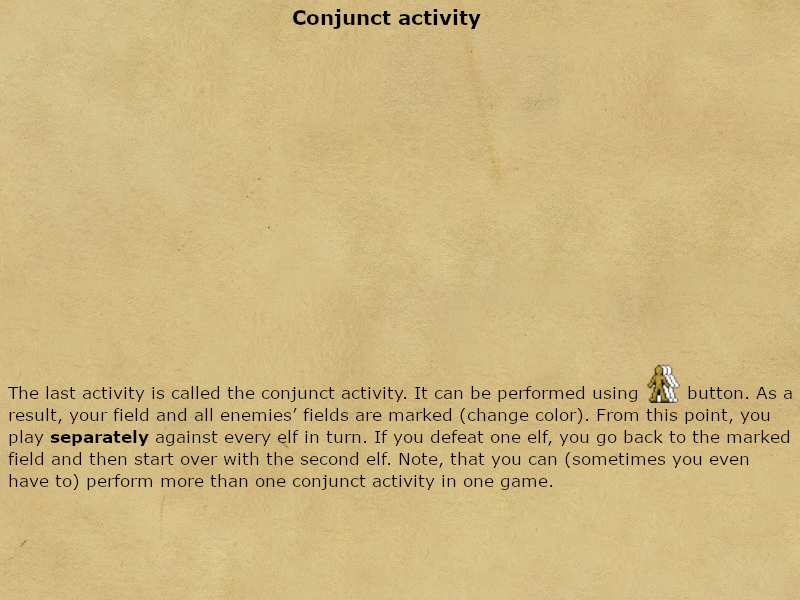 Conjunct activity
The last activity is called the conjunct activity. It can be performed using button. As a
result, your field and all enemies’ fields are marked (change color). From this point, you
play separately against every elf in turn. If you defeat one elf, you go back to the marked
field and then start over with the second elf. Note, that you can (sometimes you even
have to) perform more than one conjunct activity in one game.